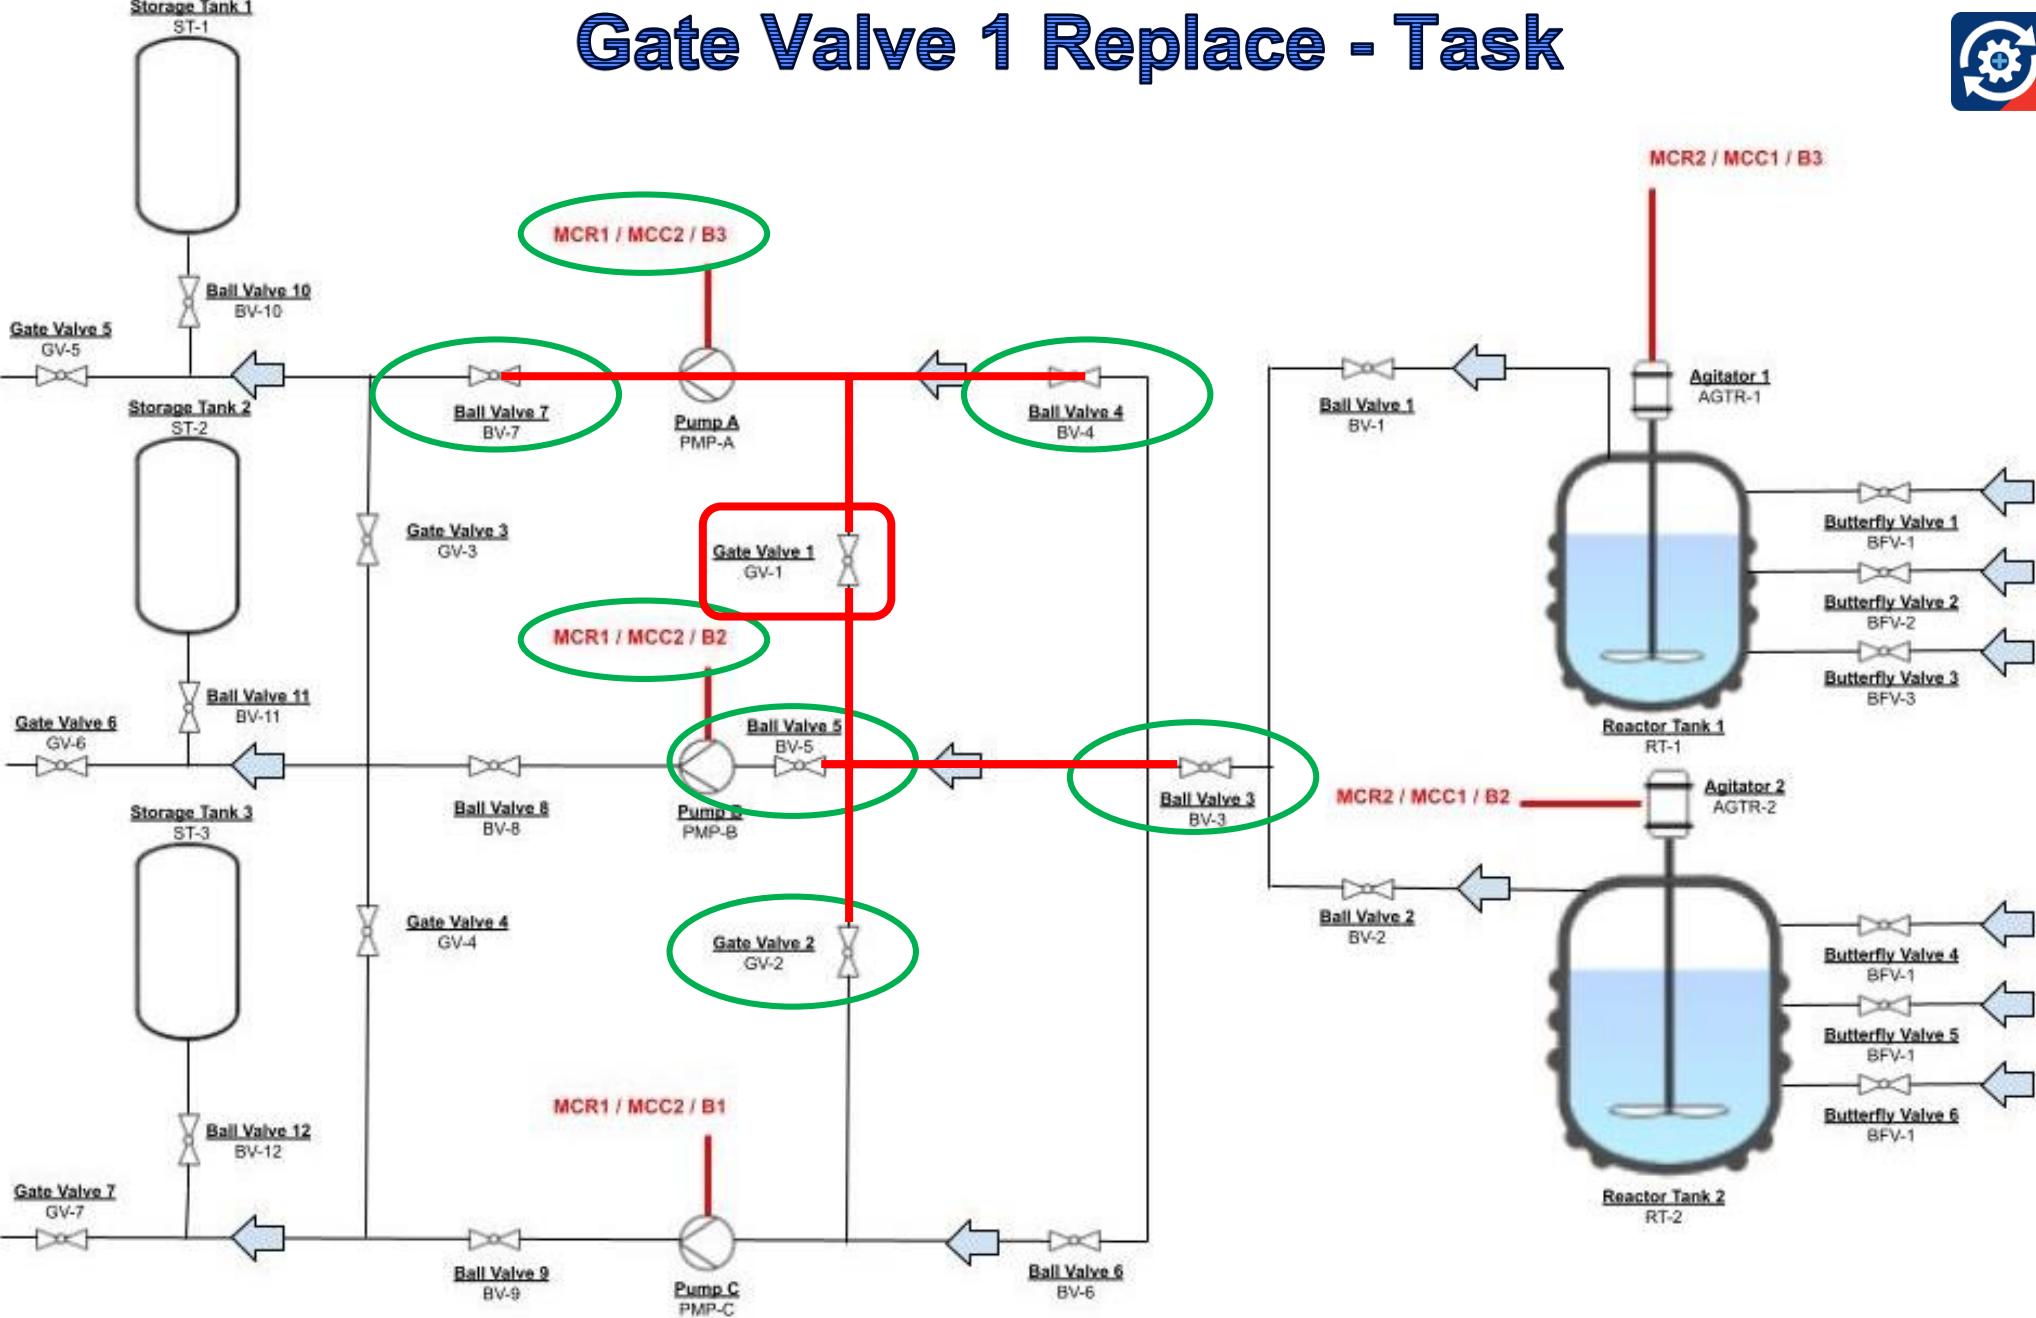 Gate Valve 1 Replace - Task
Storage Tank 1
ST-1
Ball Valve 10
BV-10
Gate Valve 5
GV-5
Storage Tank 2
ST-2
MCR1 / MCC2 / B3
Ball Valve 7
BV-7
Pump A
PMP-A
Ball Valve 4
BV-4
Gate Valve 3
GV-3
Gate Valve 1
GV-1
MCR1 / MCC2 / B2
Ball Valve 11
BV-11
Gate Valve 6
GV-6
Ball Valve 8
BV-8
Ball Valve 5
BV-5
Pump B
PMP-B
Ball Valve 3
BV-3
Storage Tank 3
ST-3
Gate Valve 4
GV-4
Gate Valve 2
GV-2
MCR1 / MCC2 / B1
Ball Valve 12
BV-12
Gate Valve 7
GV-7
Ball Valve 9
BV-9
Pump C
PMP-C
Ball Valve 6
BV-6
MCR2 / MCC1 / B3
Ball Valve 1
BV-1
Agitator 1
AGTR-1
Butterfly Valve 1
BFV-1
Butterfly Valve 2
BFV-2
Butterfly Valve 3
BFV-3
Reactor Tank 1
RT-1
MCR2 / MCC1 / B2
Agitator 2
AGTR-2
Ball Valve 2
BV-2
Butterfly Valve 4
BFV-1
Butterfly Valve 5
BFV-1
Butterfly Valve 6
BFV-1
Reactor Tank 2
RT-2